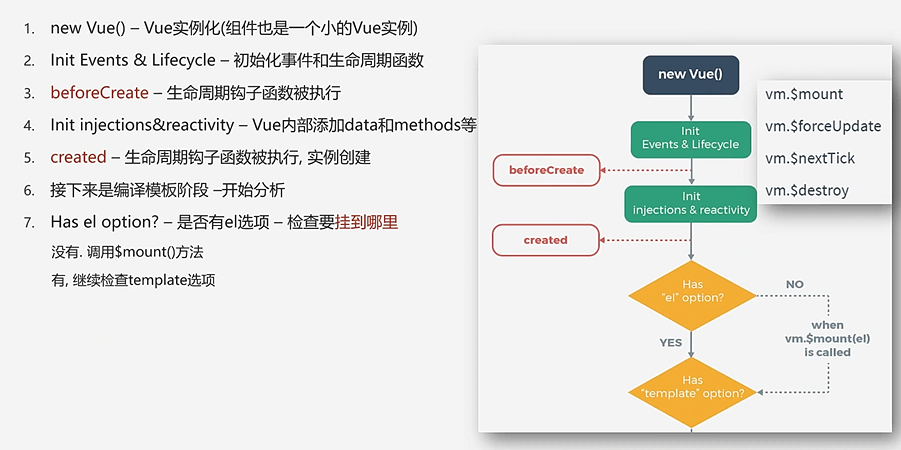 1. new Vue() – Vue实例化(组件也是一个小的Vue实例)
2. Init Events & Lifecycle – 初始化事件和生命周期函数
3. beforeCreate – 生命周期钩子函数被执行
4. Init injections&reactivity – Vue内部添加data和methods等
5. created – 生命周期钩子函数被执行, 实例创建
6. 接下来是编译模板阶段 –开始分析
7. Has el option? – 是否有el选项 – 检查要挂到哪里
没有. 调用$mount()方法
有, 继续检查template选项
new Vue()
Init
Events & Lifecycle
beforeCreate
Init
injections & reactivity
created
Has
"el" option?
NO
when
vm.$mount(el)
is called
YES
Has
"template" option?
vm.$mount
vm.$forceUpdate
vm.$nextTick
vm.$destroy